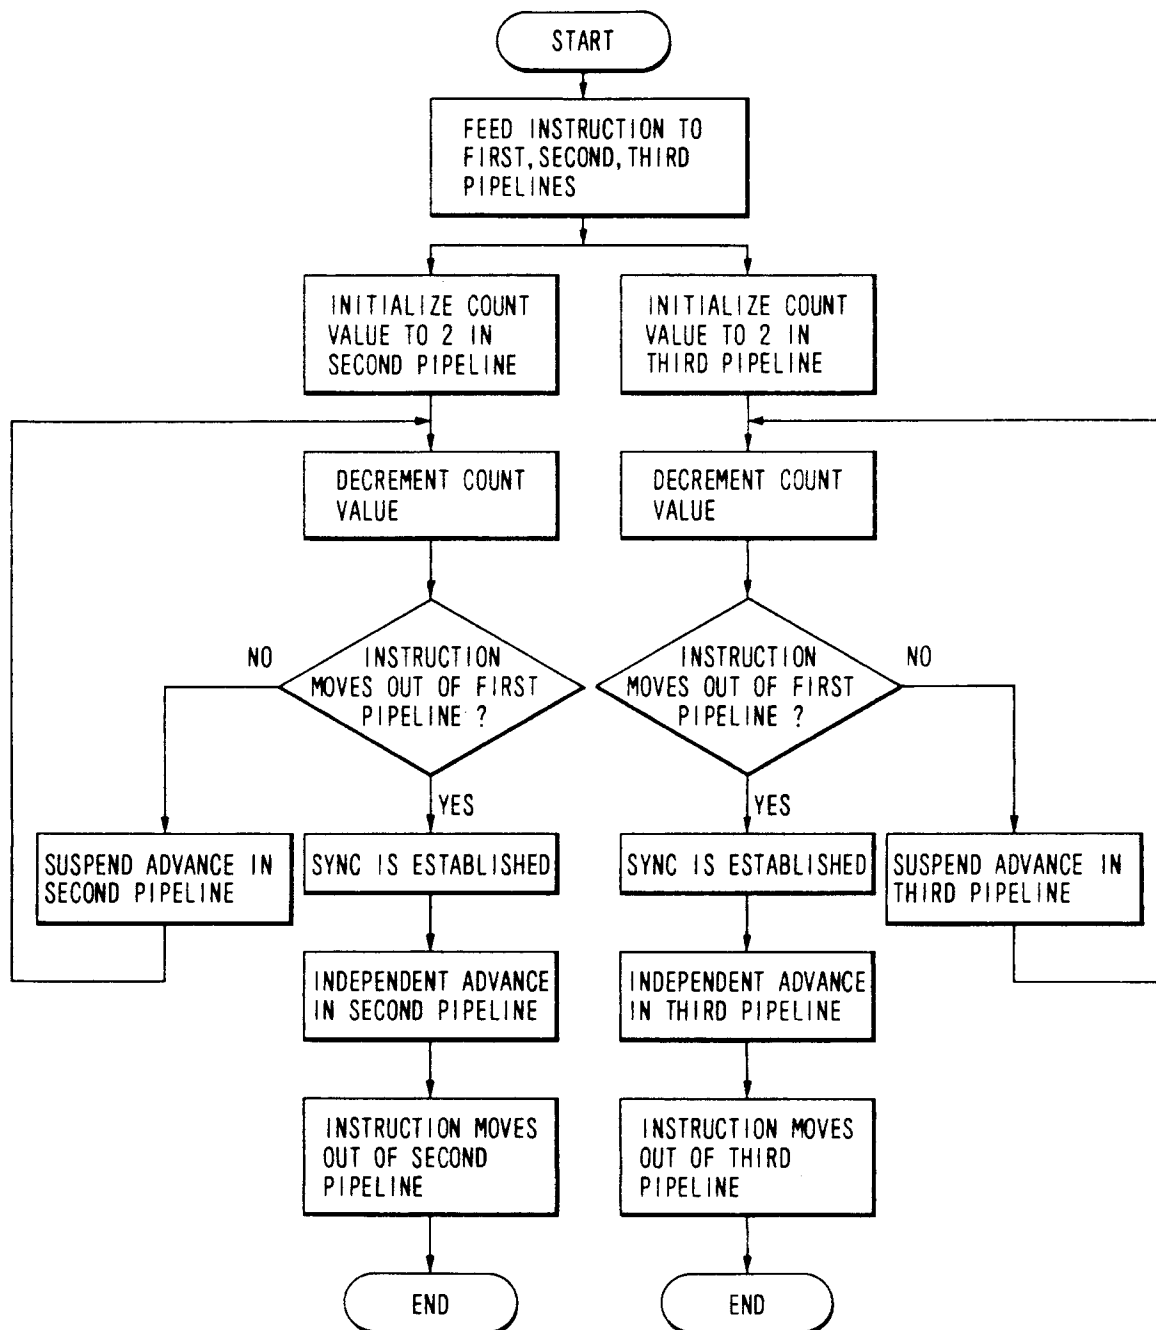 START
FEED INSTRUCTION TO
FIRST, SECOND, THIRD
PIPELINES
INITIALIZE COUNT
VALUE TO 2 IN
SECOND PIPELINE
INITIALIZE COUNT
VALUE TO 2 IN
THIRD PIPELINE
DECREMENT COUNT
VALUE
DECREMENT COUNT
VALUE
NO
INSTRUCTION
MOVES OUT OF FIRST
PIPELINE ?
INSTRUCTION
MOVES OUT OF FIRST
PIPELINE ?
NO
YES
YES
SUSPEND ADVANCE IN
SECOND PIPELINE
SYNC IS ESTABLISHED
SYNC IS ESTABLISHED
SUSPEND ADVANCE IN
THIRD PIPELINE
INDEPENDENT ADVANCE
IN SECOND PIPELINE
INDEPENDENT ADVANCE
IN THIRD PIPELINE
INSTRUCTION MOVES
OUT OF SECOND
PIPELINE
INSTRUCTION MOVES
OUT OF THIRD
PIPELINE
END
END